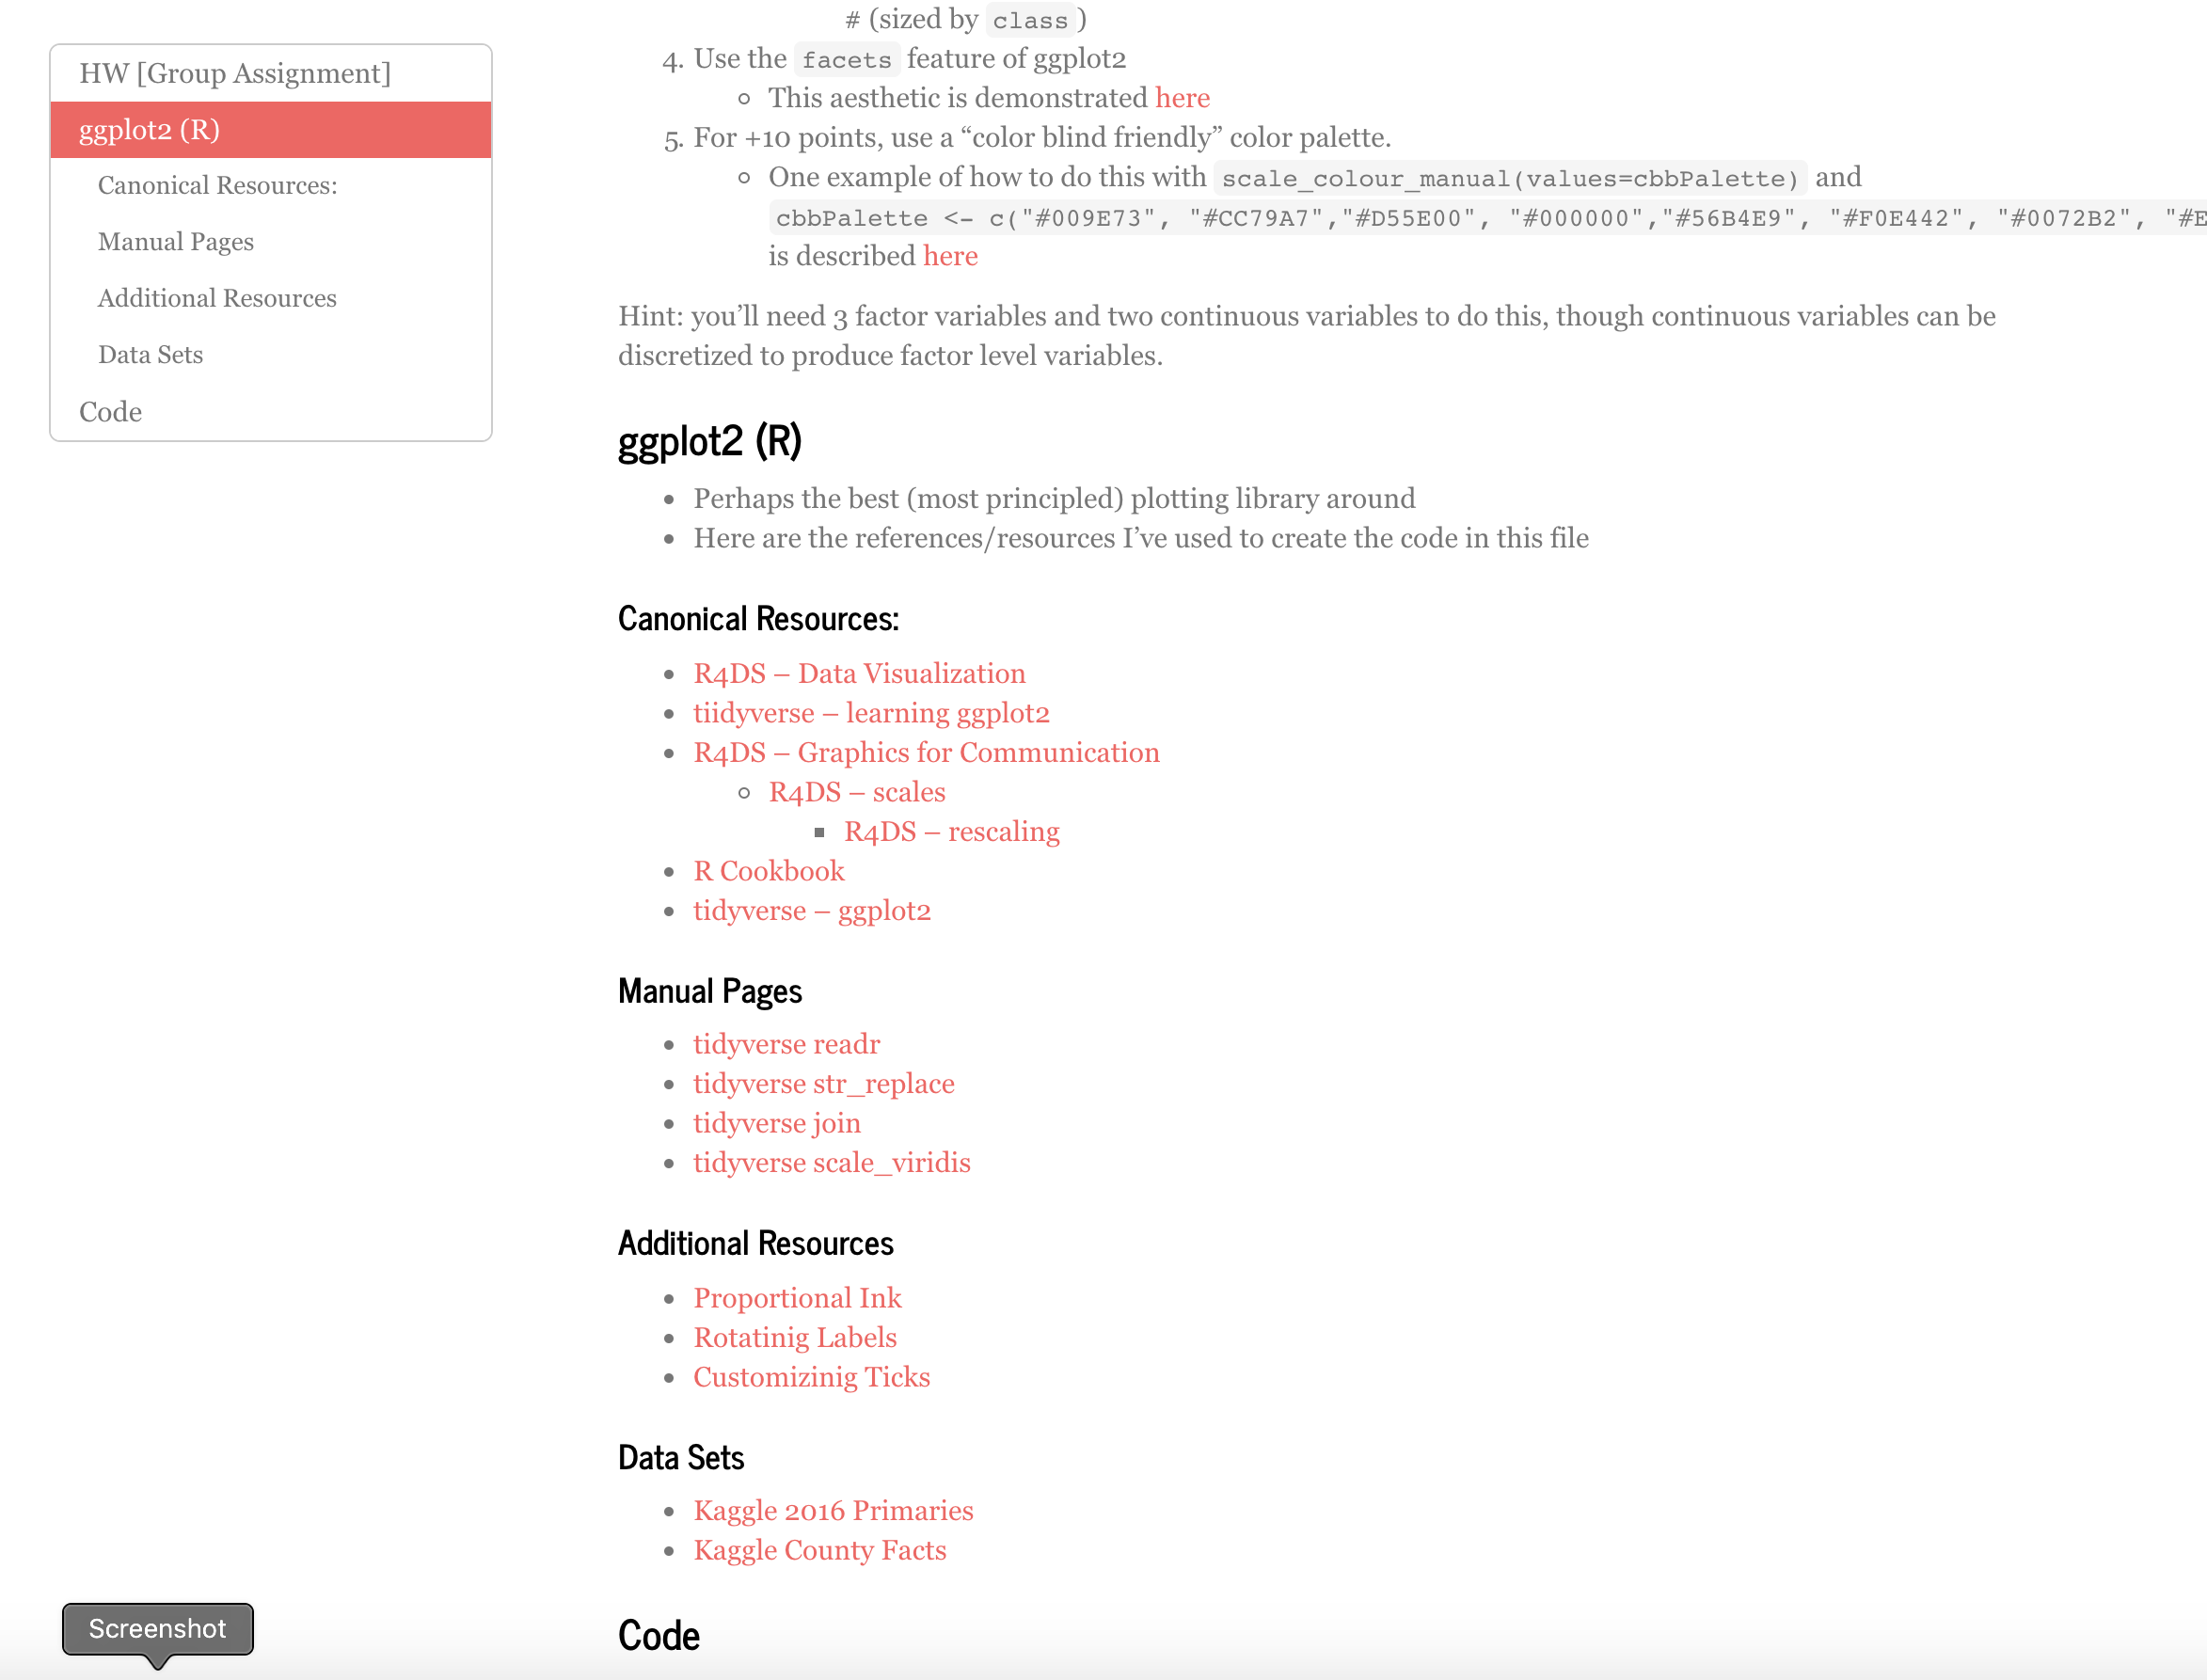 HW [Group Assignment]
ggplot2 (R)
Canonical Resources:
Manual Pages
Additional Resources
Data Sets
Code
# (sized by class)
4. Use the facets feature of ggplot2
This aesthetic is demonstrated here
5. For +10 points, use a “color blind friendly” color palette.
One example of how to do this with scale_colour_manual(values=cbbPalette) and
cbbPalette <- c("#009E73", "#CC79A7","#D55E00", "#000000","#56B4E9", "#F0E442", "#0072B2", "#E
is described here
Hint: you’ll need 3 factor variables and two continuous variables to do this, though continuous variables can be
discretized to produce factor level variables.
ggplot2 (R)
Perhaps the best (most principled) plotting library around
Here are the references/resources I’ve used to create the code in this file
Canonical Resources:
R4DS – Data Visualization
tiidyverse – learning ggplot2
R4DS – Graphics for Communication
R4DS – scales
R4DS – rescaling
R Cookbook
tidyverse – ggplot2
Manual Pages
tidyverse readr
tidyverse str_replace
tidyverse join
tidyverse scale_viridis
Additional Resources
Proportional Ink
Rotatinig Labels
Customizinig Ticks
Data Sets
Kaggle 2016 Primaries
Kaggle County Facts
Code
Screenshot